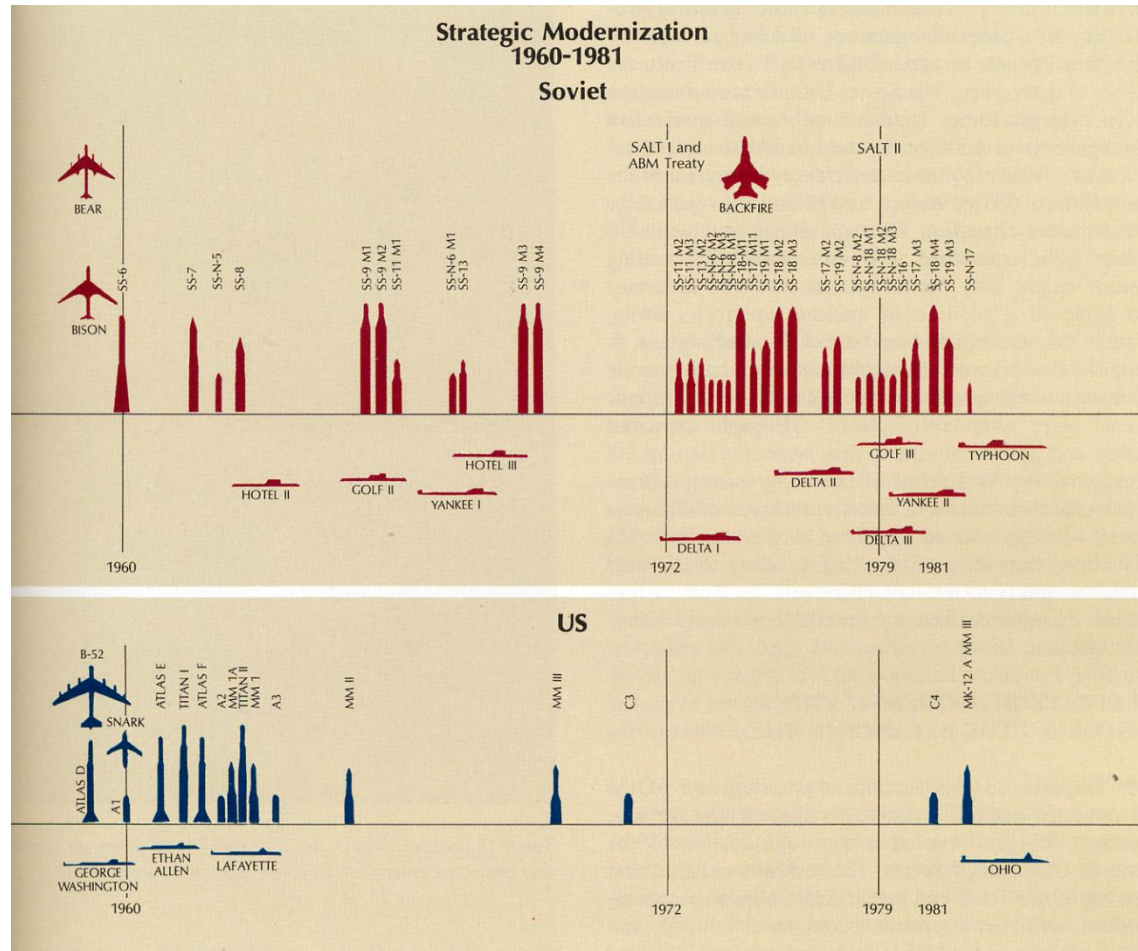 Strategic Modernization
1960-1981
Soviet
SALT I and
ABM Treaty
SALT II
BEAR
BACKFIRE
BISON
SS-6
SS-7
SS-N-5
SS-8
SS-9 M1
SS-9 M2
SS-11 M1
SS-N-6 M1
SS-13
SS-9 M3
SS-9 M4
SS-11 M2
SS-11 M3
SS-13 M2
SS-N-6 M2
SS-N-6 M3
SS-N-8 M1
SS-18-M1
SS-17 M11
SS-19 M1
SS-18 M2
SS-18 M3
SS-17 M2
SS-19 M2
SS-N-8 M2
SS-N-18 M1
SS-N-18 M2
SS-N-18 M3
SS-16
SS-17 M3
SS-18 M4
SS-19 M3
SS-N-17
HOTEL II
GOLF II
HOTEL III
YANKEE I
DELTA I
DELTA II
GOLF III
YANKEE II
DELTA III
TYPHOON
1960
1972
1979
1981
US
B-52
SNARK
ATLAS D
A1
ATLAS E
TITAN I
ATLAS F
A2
MM 1A
TITAN II
MM 1
A3
MM II
MM III
C3
C4
MK-12 A MM III
GEORGE
WASHINGTON
ETHAN
ALLEN
LAFAYETTE
OHIO
1960
1972
1979
1981